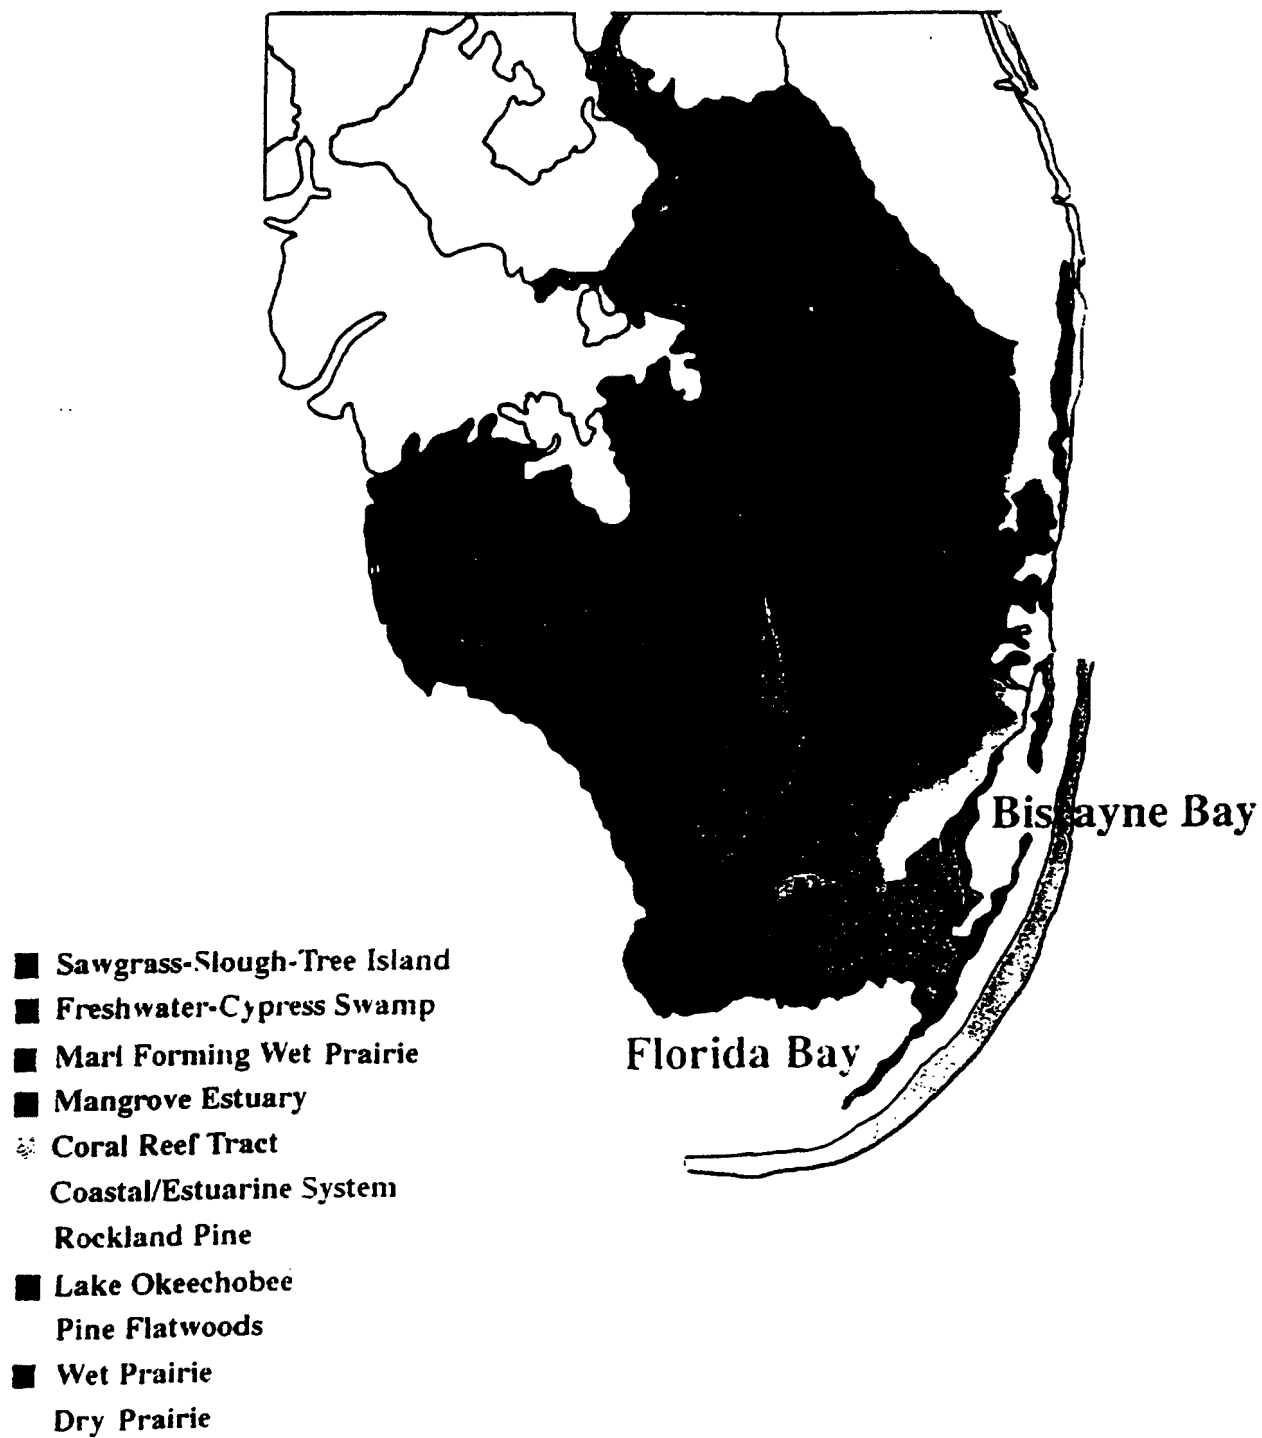 Biscayne Bay
Sawgrass-Slough-Tree Island
Freshwater-Cypress Swamp
Marl Forming Wet Prairie
Florida Bay
Mangrove Estuary
Coral Reef Tract
Coastal/Estuarine System
Rockland Pine
Lake Okeechobee
Pine Flatwoods
Wet Prairie
Dry Prairie